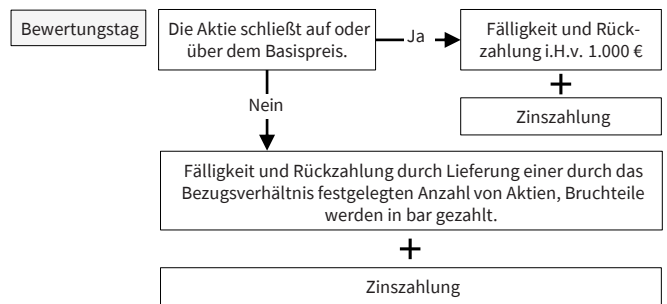 Bewertungstag
Die Aktie schließt auf oder
über dem Basispreis.
Ja
Fälligkeit und Rück-
zahlung i.H.v. 1.000 €
+
Zinszahlung
Nein
Fälligkeit und Rückzahlung durch Lieferung einer durch das
Bezugsverhältnis festgelegten Anzahl von Aktien, Bruchteile
werden in bar gezahlt.
+
Zinszahlung